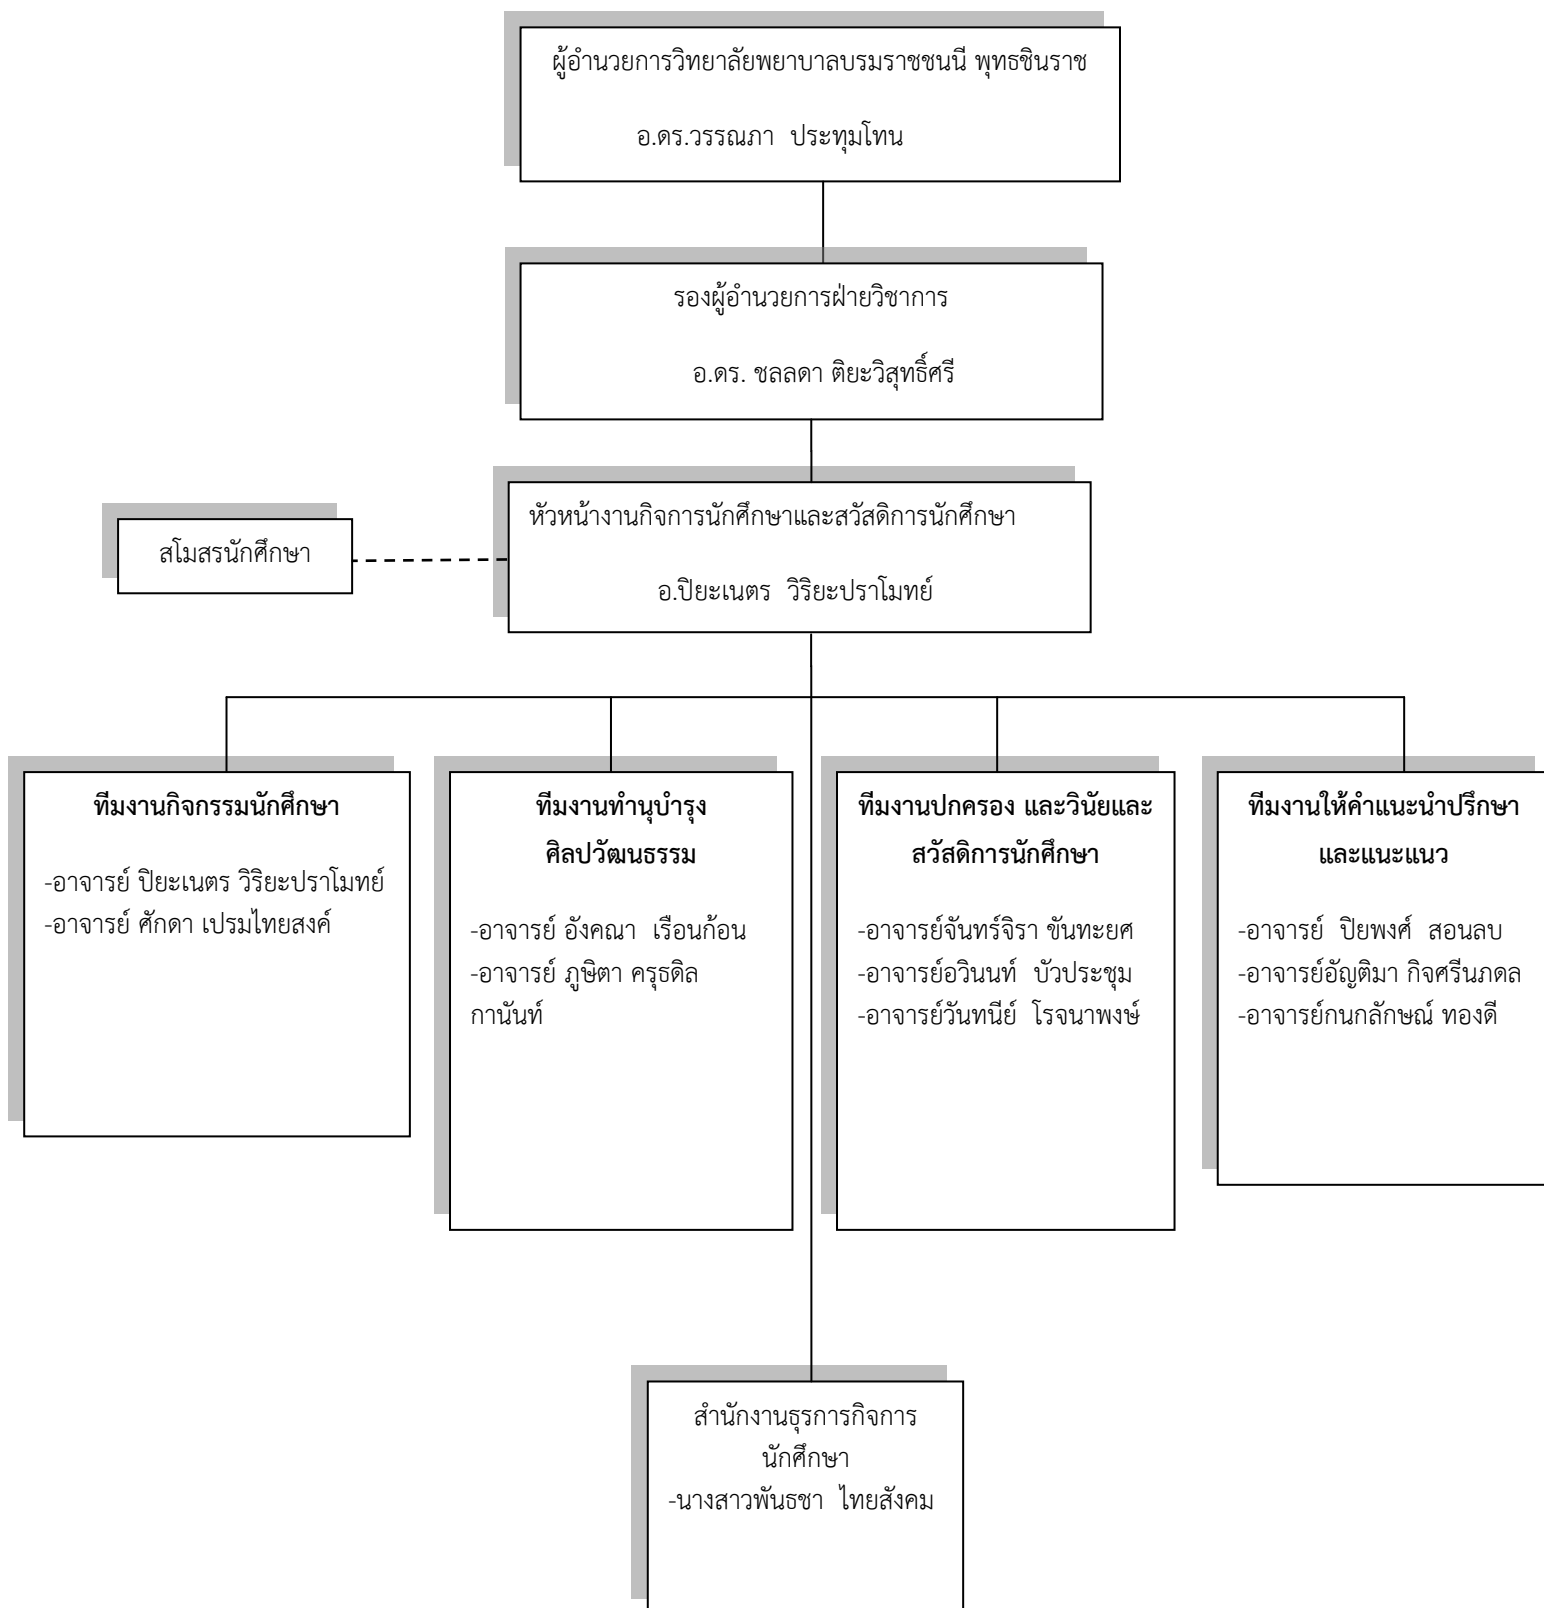 ผู้อำนวยการวิทยาลัยพยาบาลบรมราชชนนี พุทธชินราช
อ.ดร.วรรณภา ประทุมโทน
รองผู้อำนวยการฝ่ายวิชาการ
อ.ดร. ชลลดา ติยะวิสุทธิ์ศรี
หัวหน้างานกิจการนักศึกษาและสวัสดิการนักศึกษา
อ.ปิยะเนตร วิริยะปราโมทย์
สโมสรนักศึกษา
ทีมงานกิจกรรมนักศึกษา
-อาจารย์ ปิยะเนตร วิริยะปราโมทย์
-อาจารย์ ศักดา เปรมไทยสงค์
ทีมงานทำนุบำรุง
ศิลปวัฒนธรรม
-อาจารย์ อังคณา เรือนก้อน
-อาจารย์ ภูษิตา ครุธดิล
กานันท์
ทีมงานปกครอง และวินัยและ
สวัสดิการนักศึกษา
-อาจารย์จันทร์จิรา ขันทะยศ
-อาจารย์อวินนท์ บัวประชุม
-อาจารย์วันทนีย์ โรจนาพงษ์
ทีมงานให้คำแนะนำปรึกษา
และแนะแนว
-อาจารย์ ปิยพงศ์ สอนลบ
-อาจารย์อัญติมา กิจศรีนภดล
-อาจารย์กนกลักษณ์ ทองดี
สำนักงานธุรการกิจการ
นักศึกษา
-นางสาวพันธชา ไทยสังคม